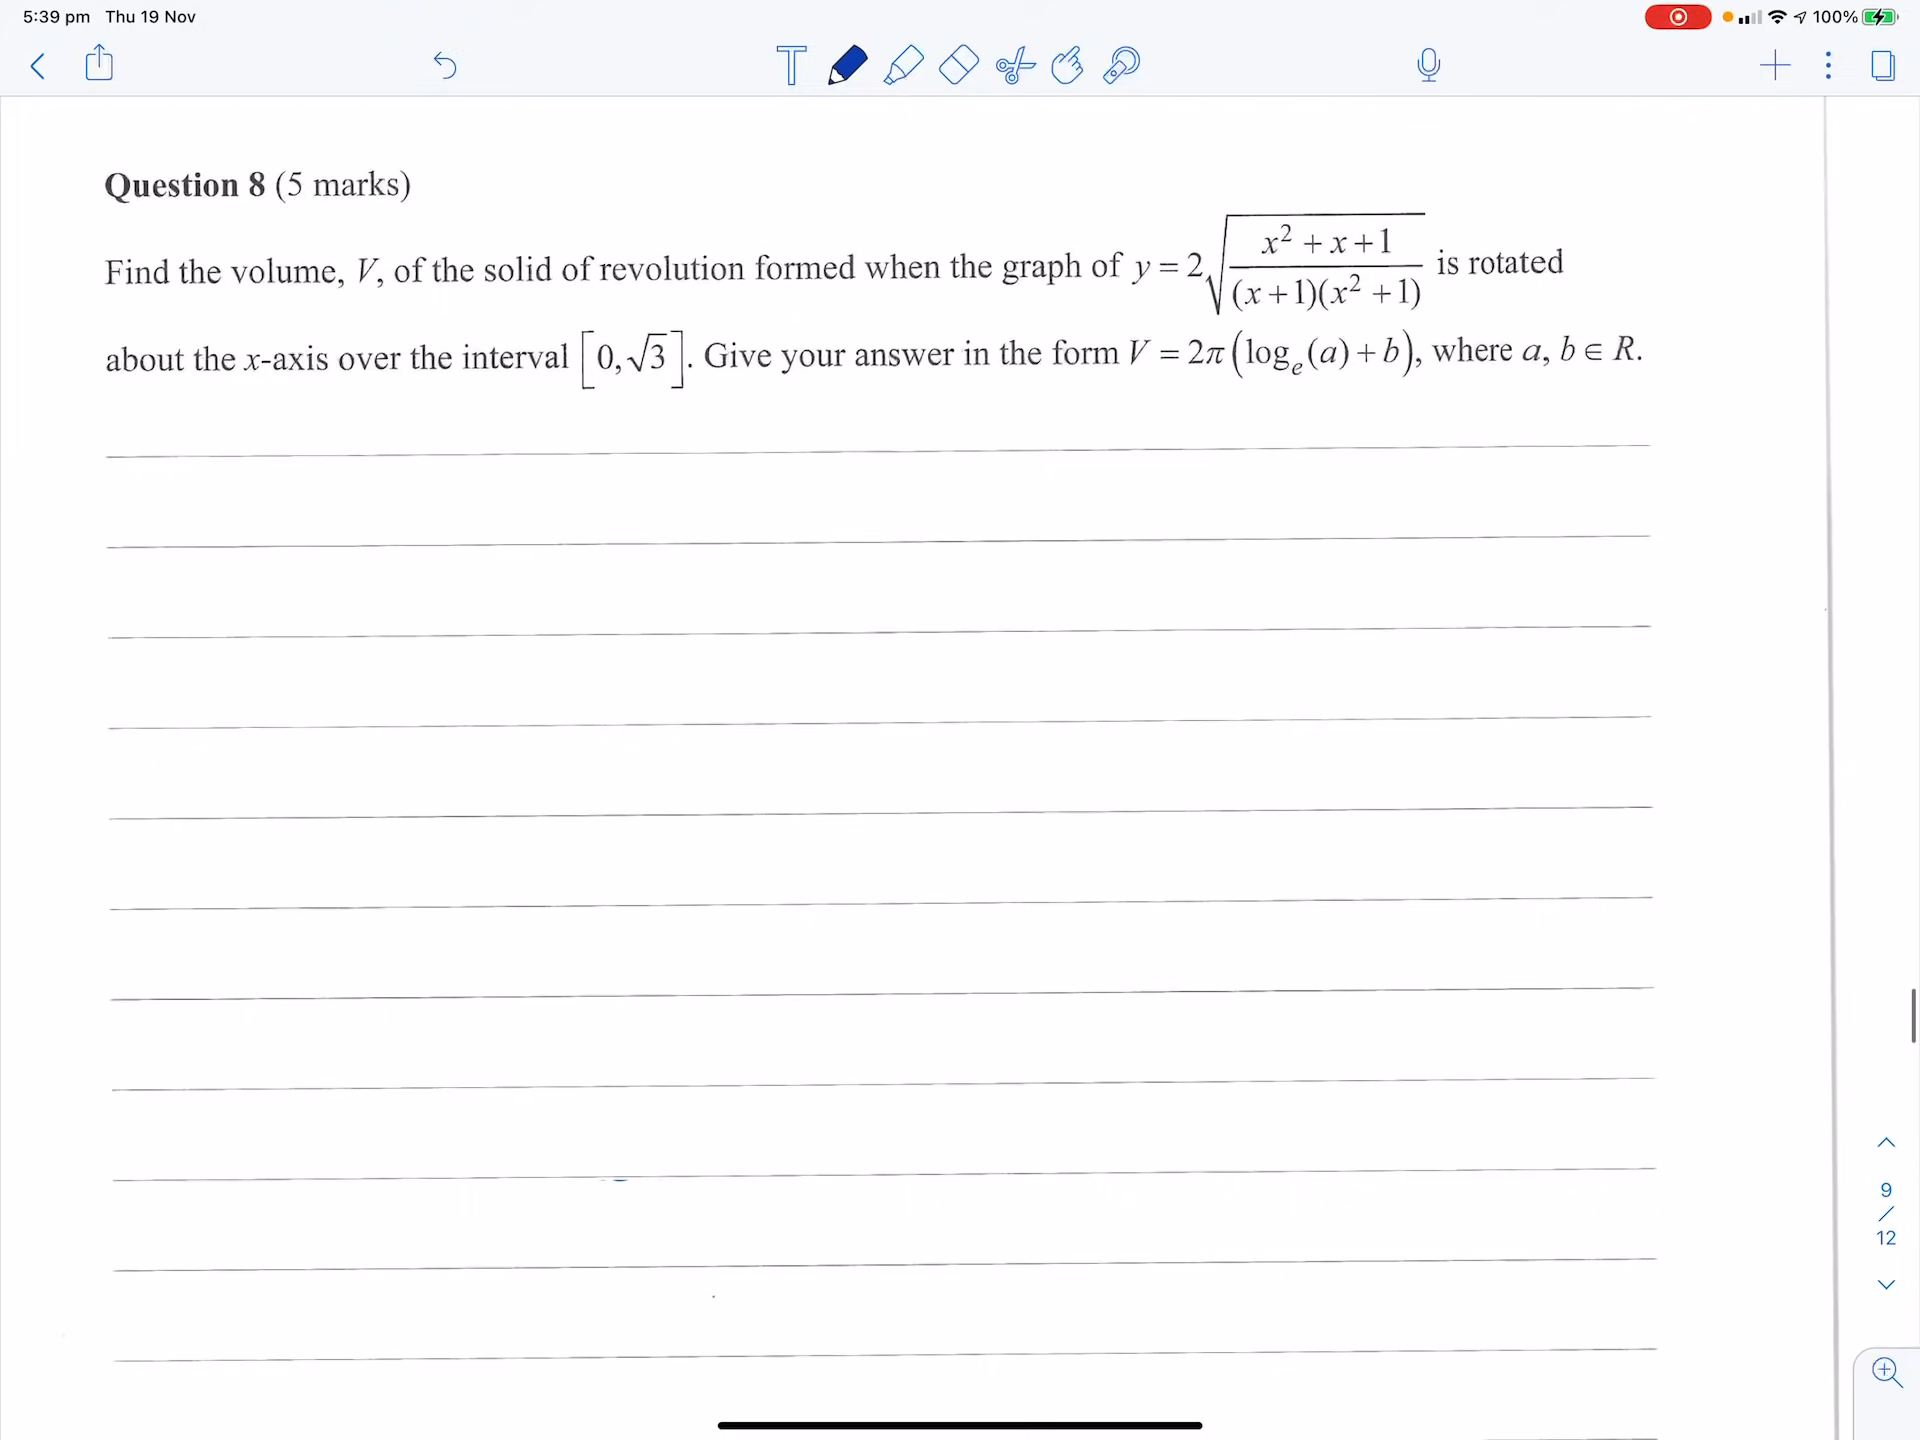 5:39 pm Thu 19 Nov
100%
T
Question 8 (5 marks)
Find the volume, V, of the solid of revolution formed when the graph of y = 2√((x² + x + 1)/((x + 1)(x² + 1))) is rotated
about the x-axis over the interval [0, √3]. Give your answer in the form V = 2π(logₑ(a) + b), where a, b ∈ R.
9
/
12